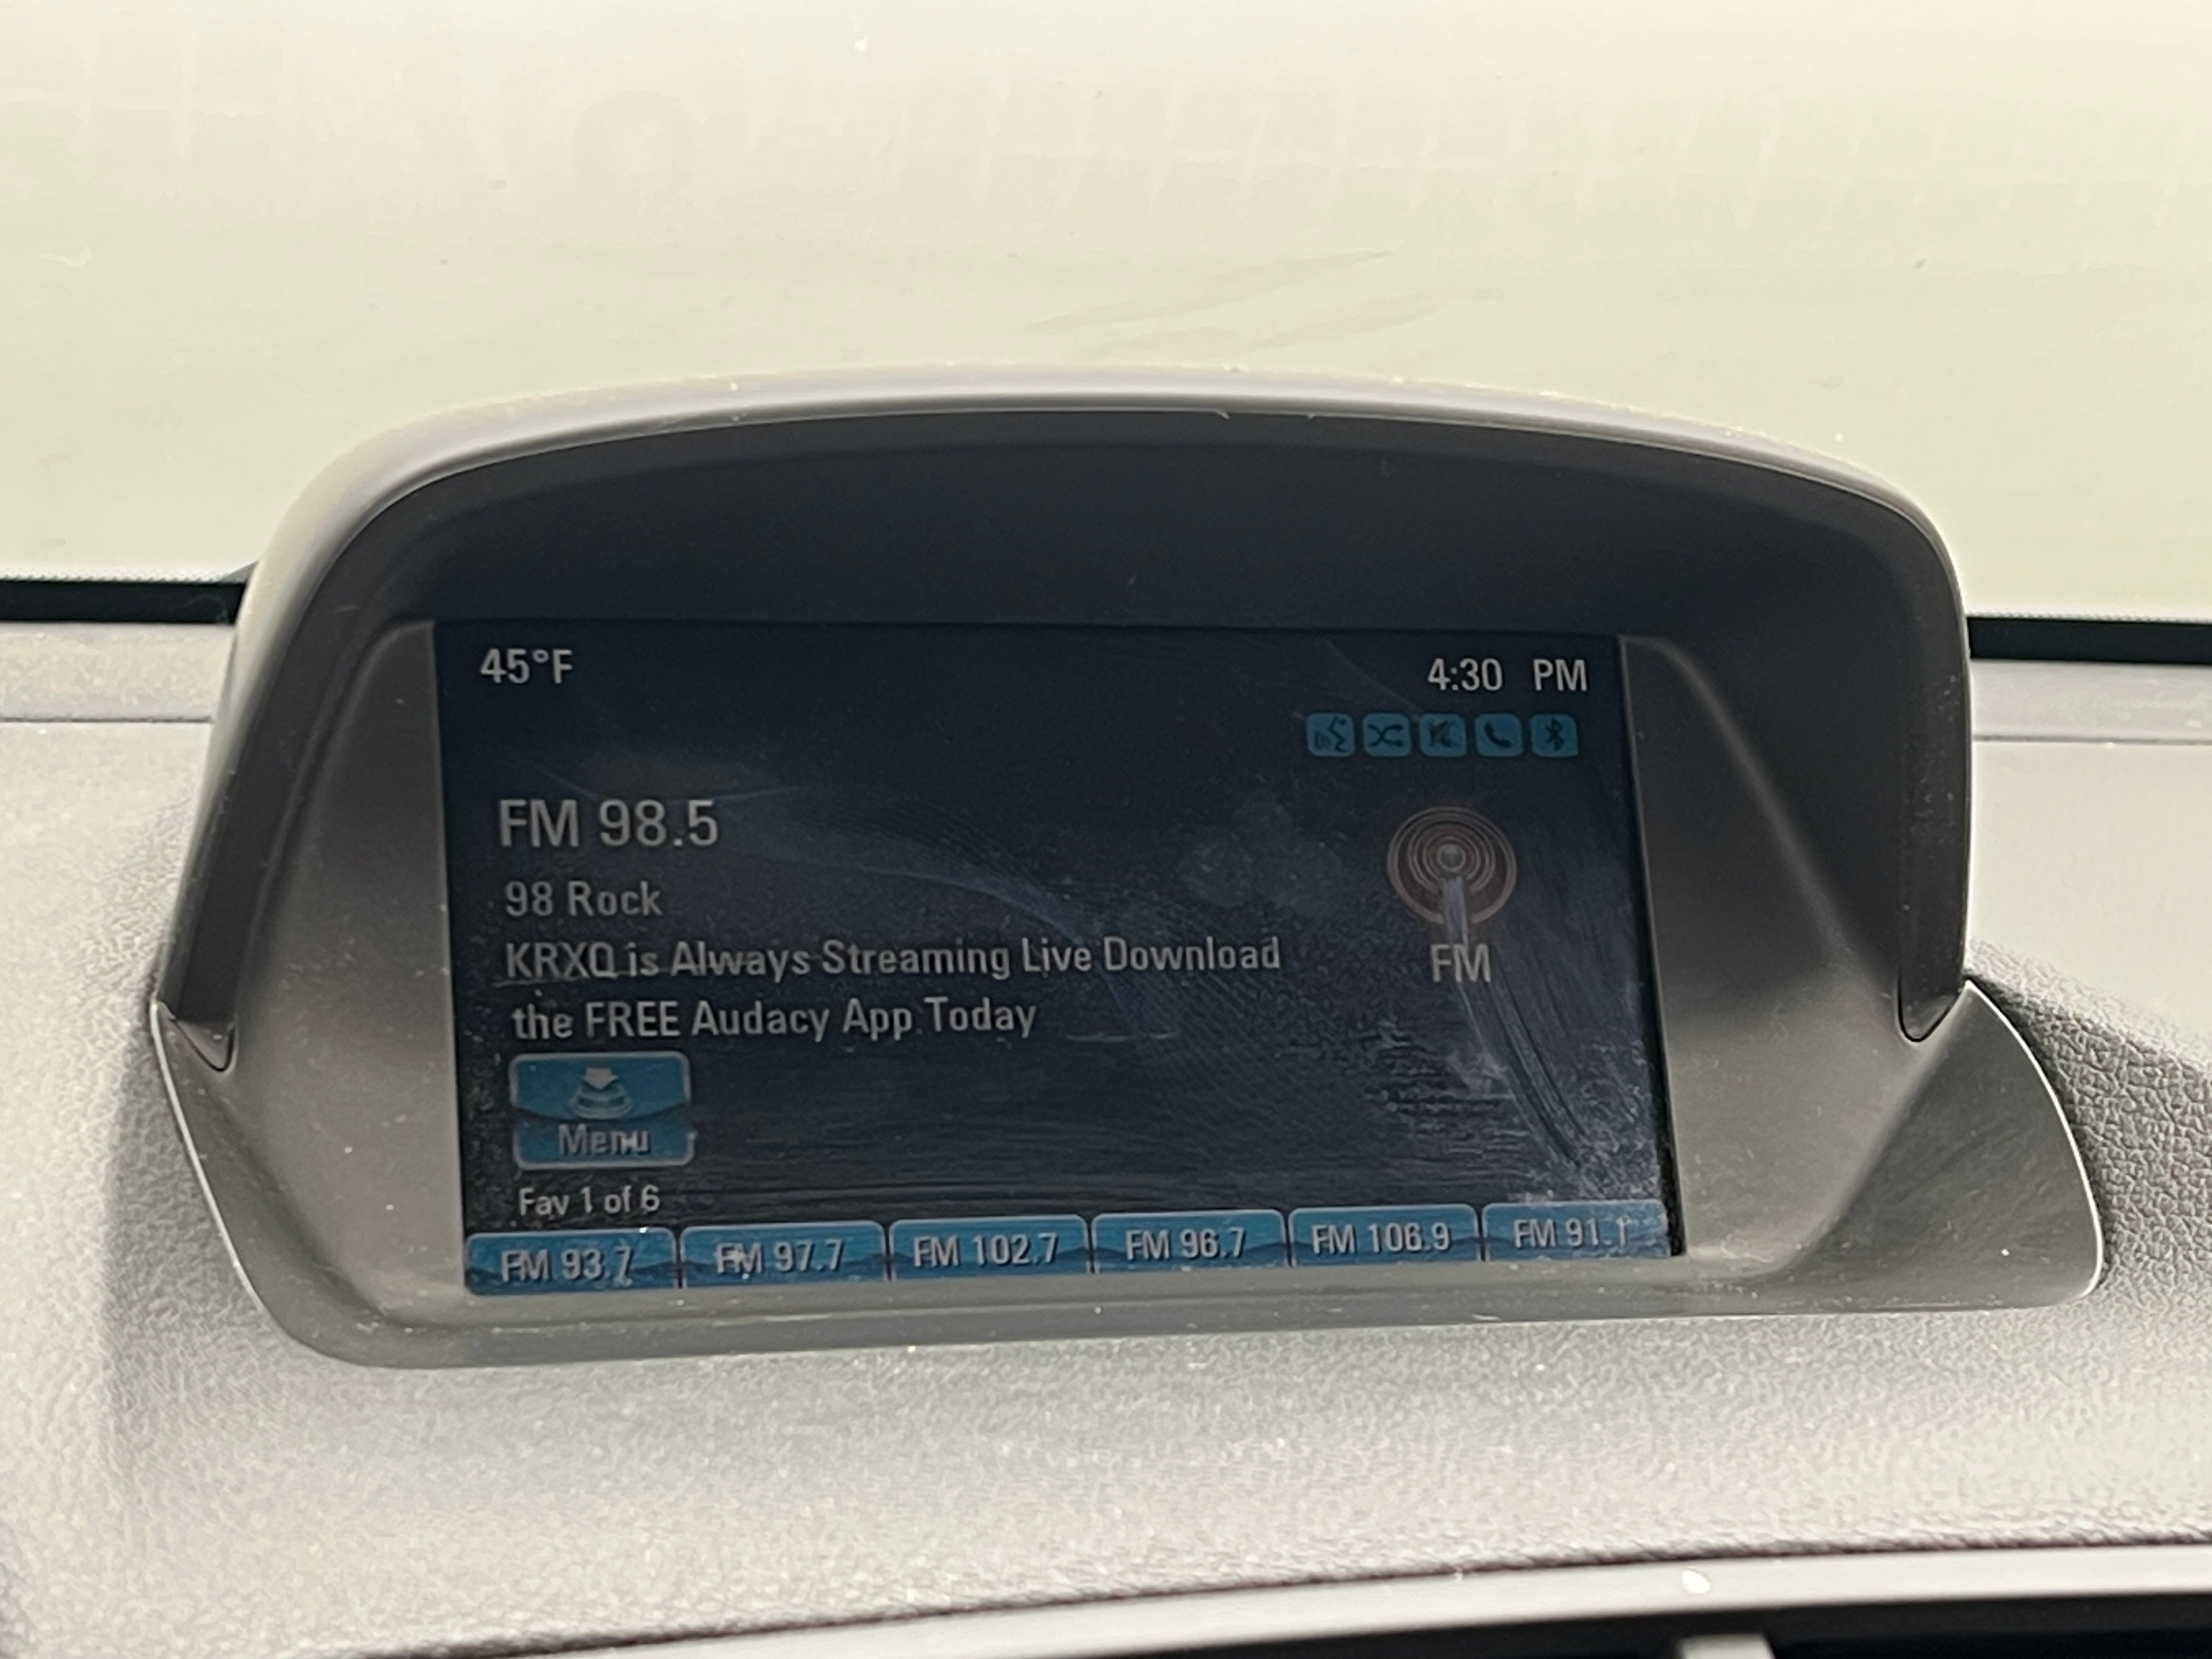 45°F
4:30 PM
FM 98.5
98 Rock
KRXQ is Always Streaming Live Download
the FREE Audacy App Today
FM
Menu
Fav 1 of 6
FM 93.7 FM 97.7 FM 102.7 FM 96.7 FM 106.9 FM 91.1